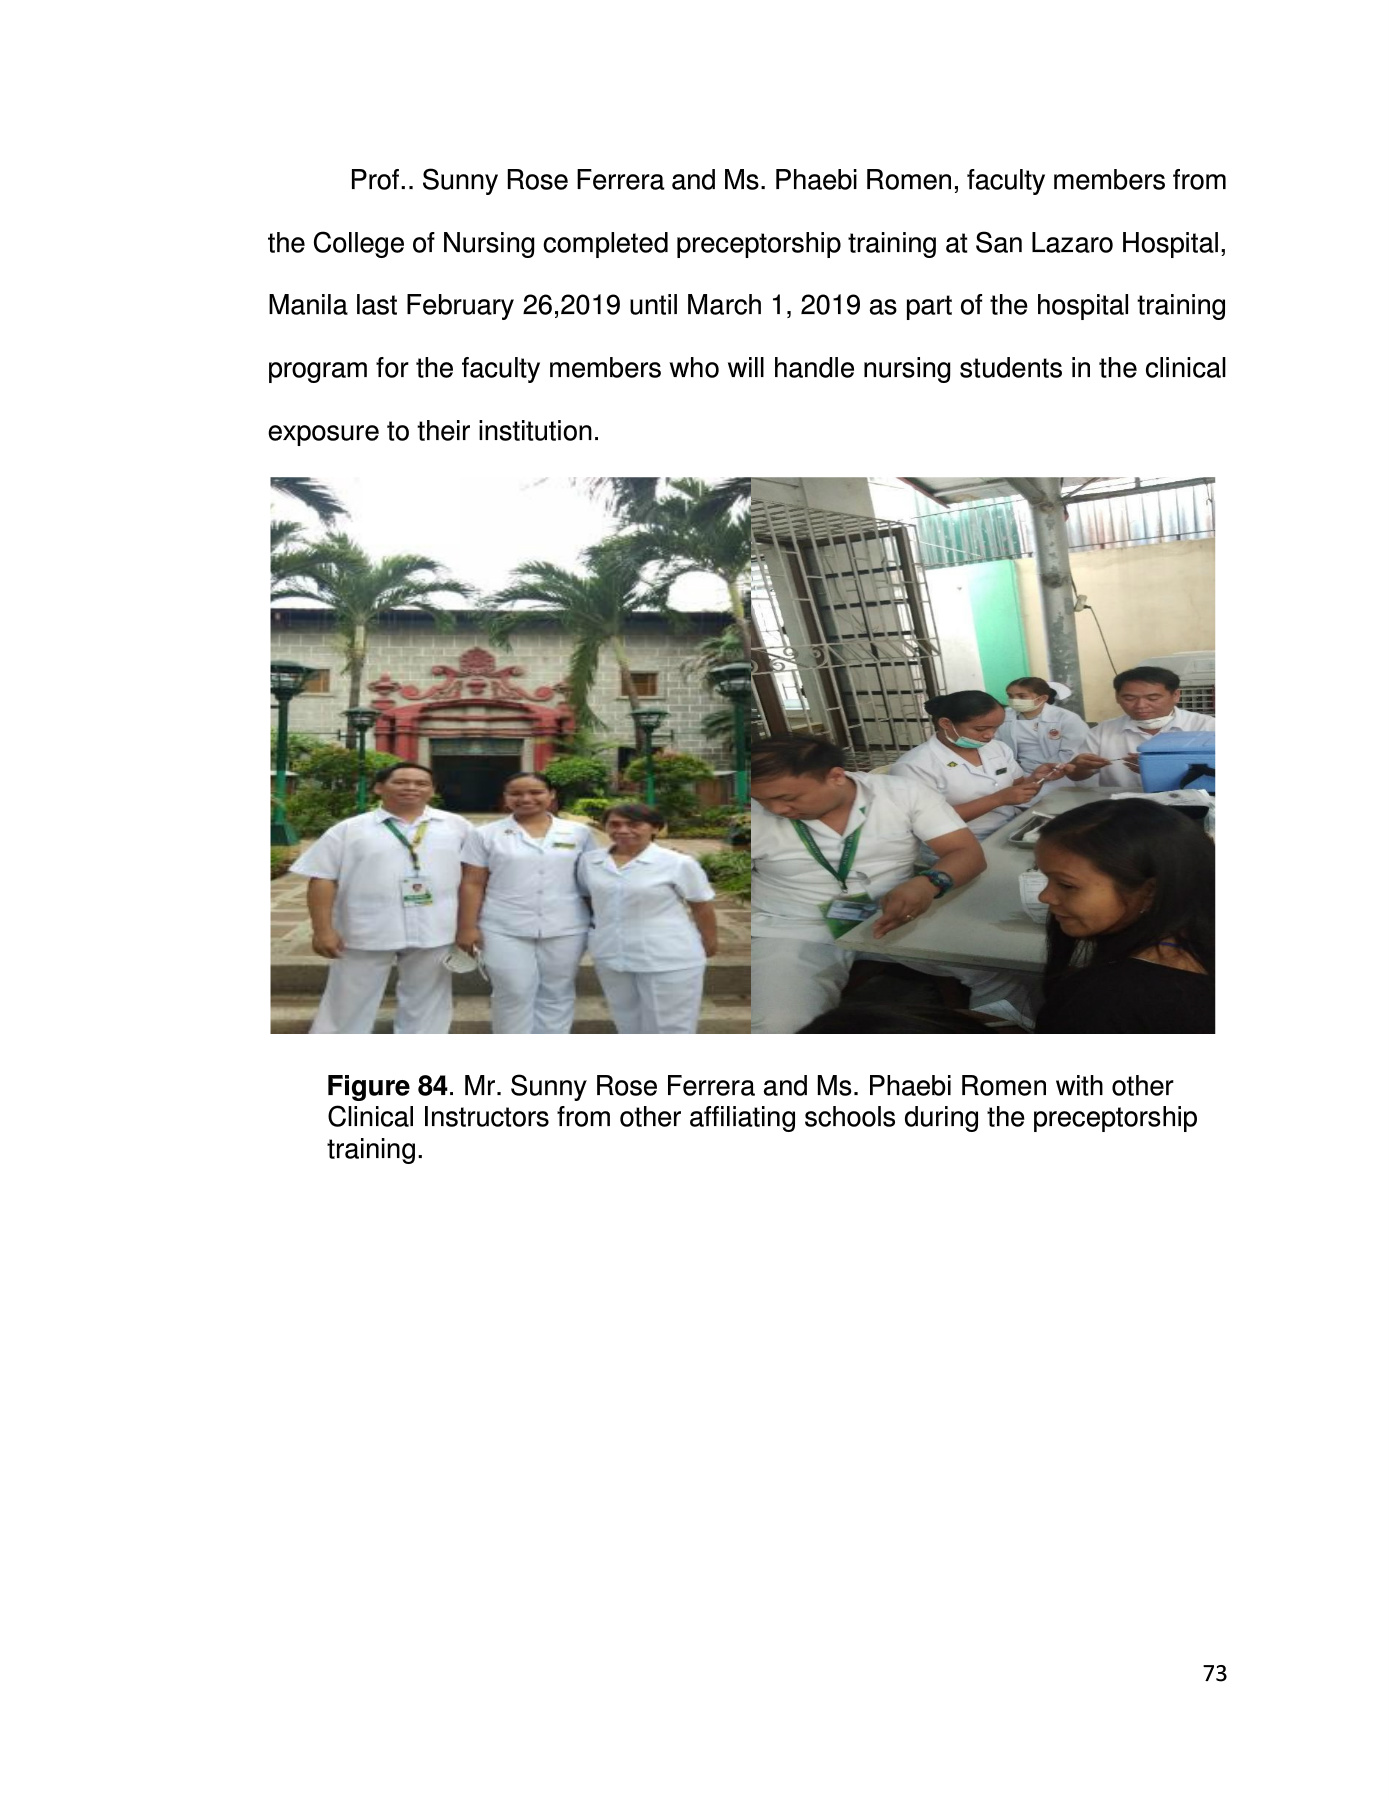 Prof.. Sunny Rose Ferrera and Ms. Phaebi Romen, faculty members from
the College of Nursing completed preceptorship training at San Lazaro Hospital,
Manila last February 26,2019 until March 1, 2019 as part of the hospital training
program for the faculty members who will handle nursing students in the clinical
exposure to their institution.
Figure 84. Mr. Sunny Rose Ferrera and Ms. Phaebi Romen with other
Clinical Instructors from other affiliating schools during the preceptorship
training.
73